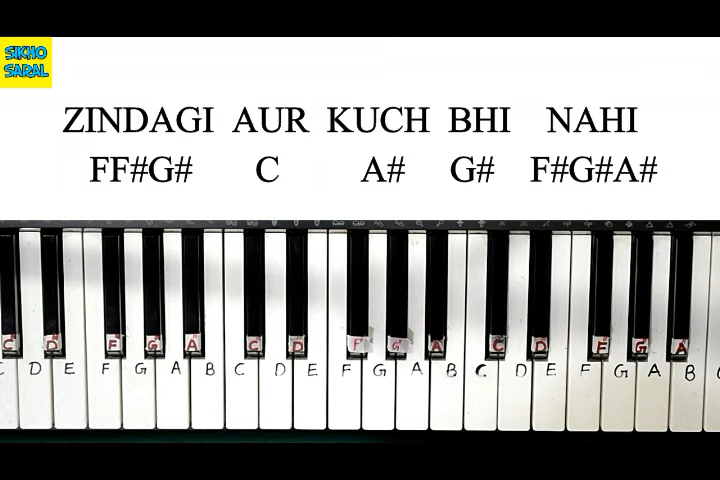 SIKHO
SARAL
ZINDAGI AUR KUCH BHI NAHI
FF#G# C A# G# F#G#A#
C# D# F# G# A# C D F# G# A C D F G A
C D E F G A B C D E F G A B C D E F G A B C